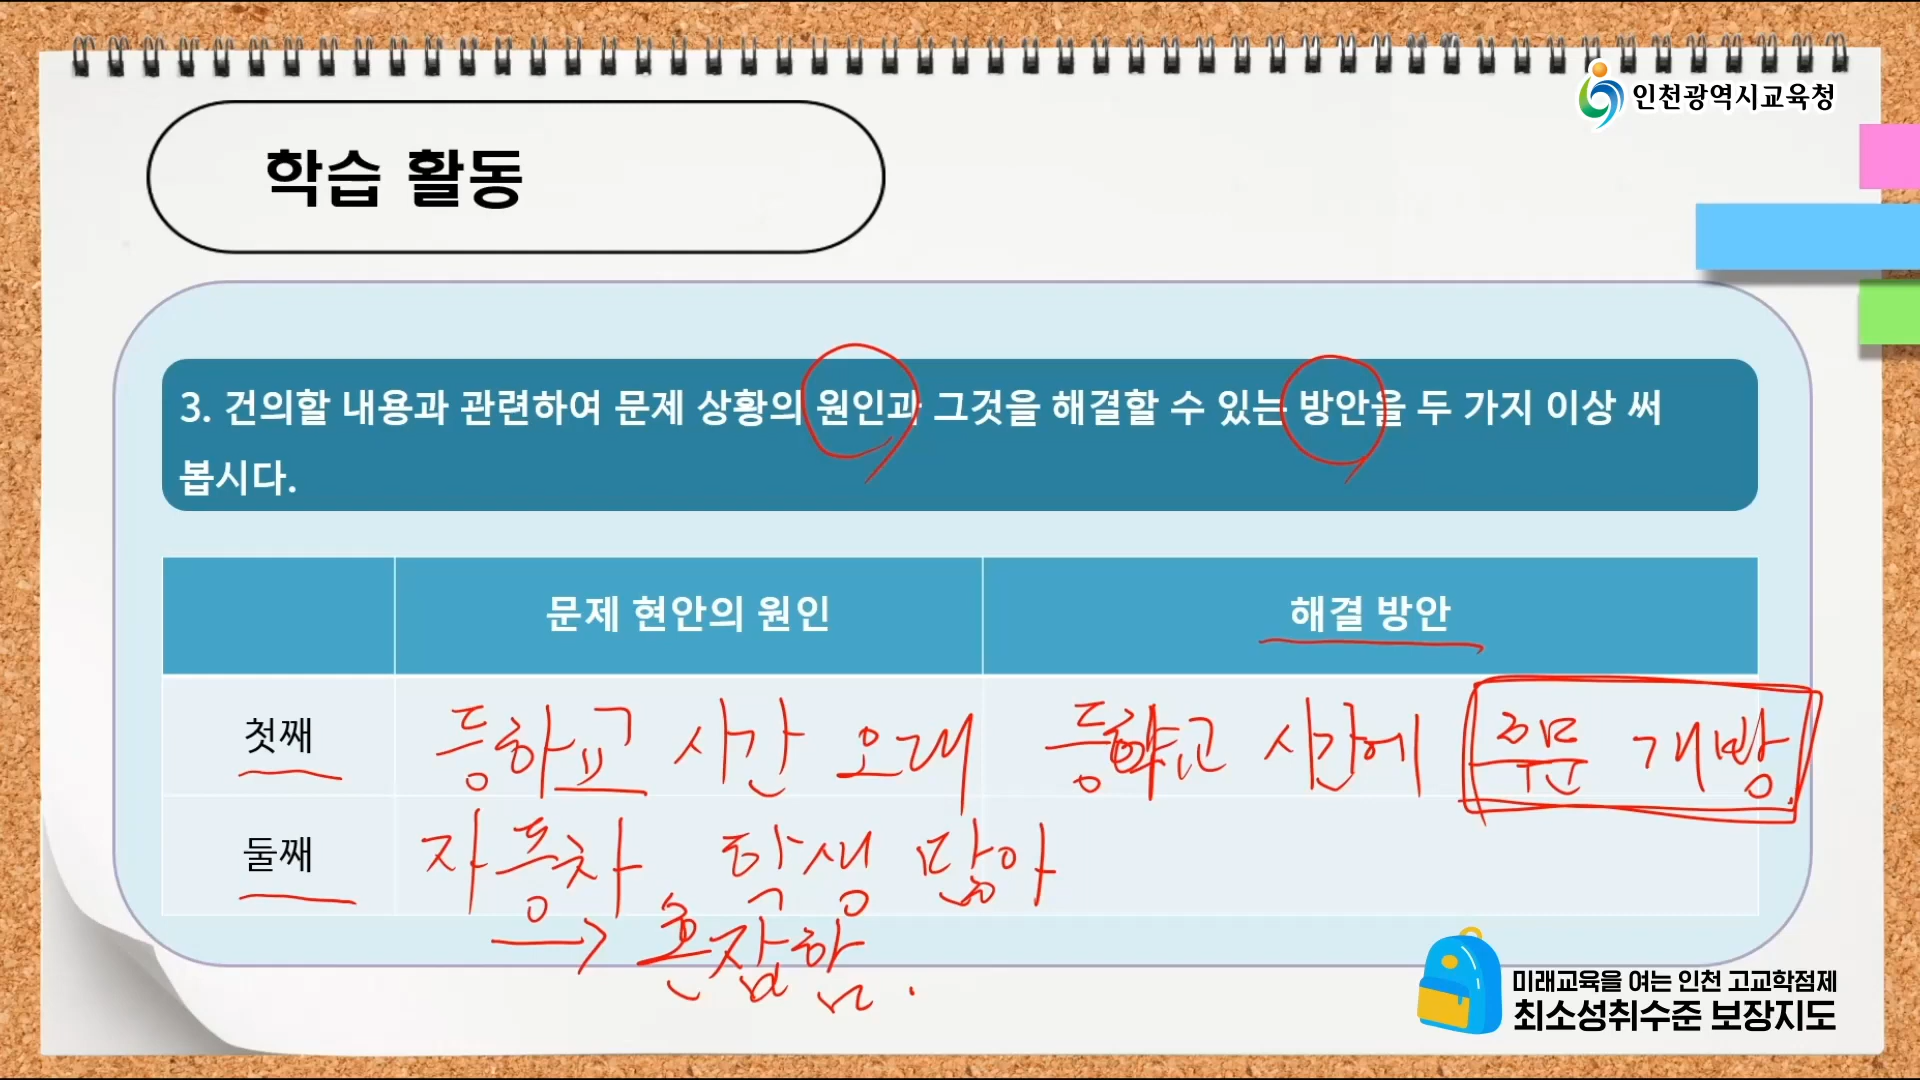 인천광역시교육청
학습 활동
3. 건의할 내용과 관련하여 문제 상황의 원인과 그것을 해결할 수 있는 방안을 두 가지 이상 써
봅시다.
문제 현안의 원인 해결 방안
첫째 등하교 시간 오래 등하교 시간에 후문 개방
둘째 자동차 학생 많아
→ 혼잡함.
미래교육을 여는 인천 고교학점제
최소성취수준 보장지도